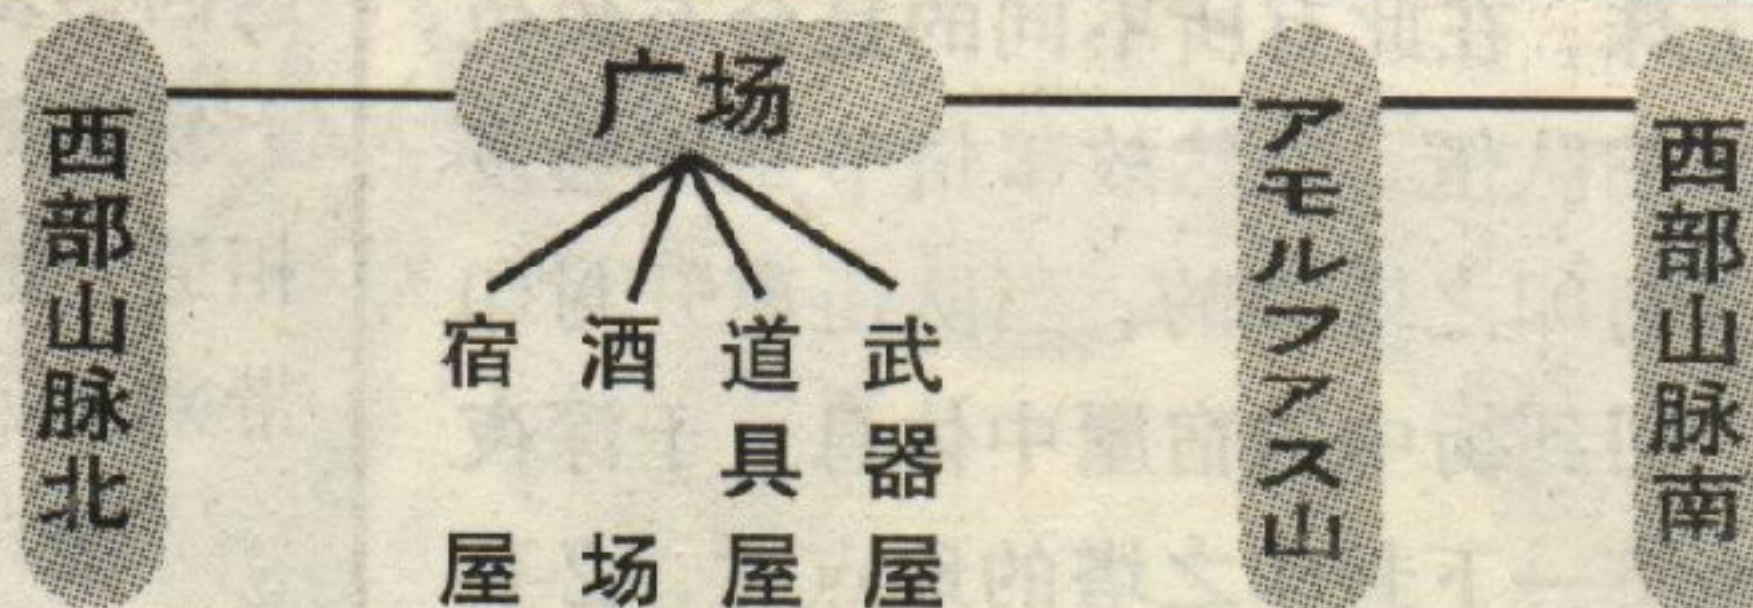 西部山脉北
广场
宿屋
酒场
道具屋
武器屋
アモルファス山
西部山脉南